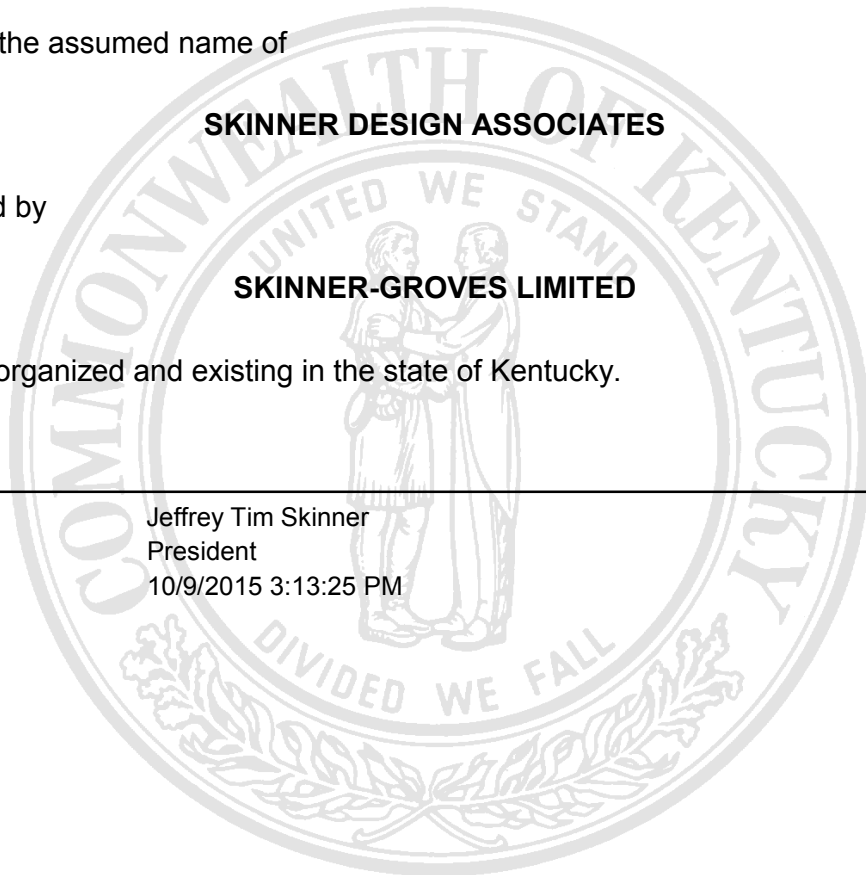 the assumed name of
SKINNER DESIGN ASSOCIATES
d by
SKINNER-GROVES LIMITED
organized and existing in the state of Kentucky.
Jeffrey Tim Skinner
President
10/9/2015 3:13:25 PM
COMMONWEALTH OF KENTUCKY
UNITED WE STAND
DIVIDED WE FALL